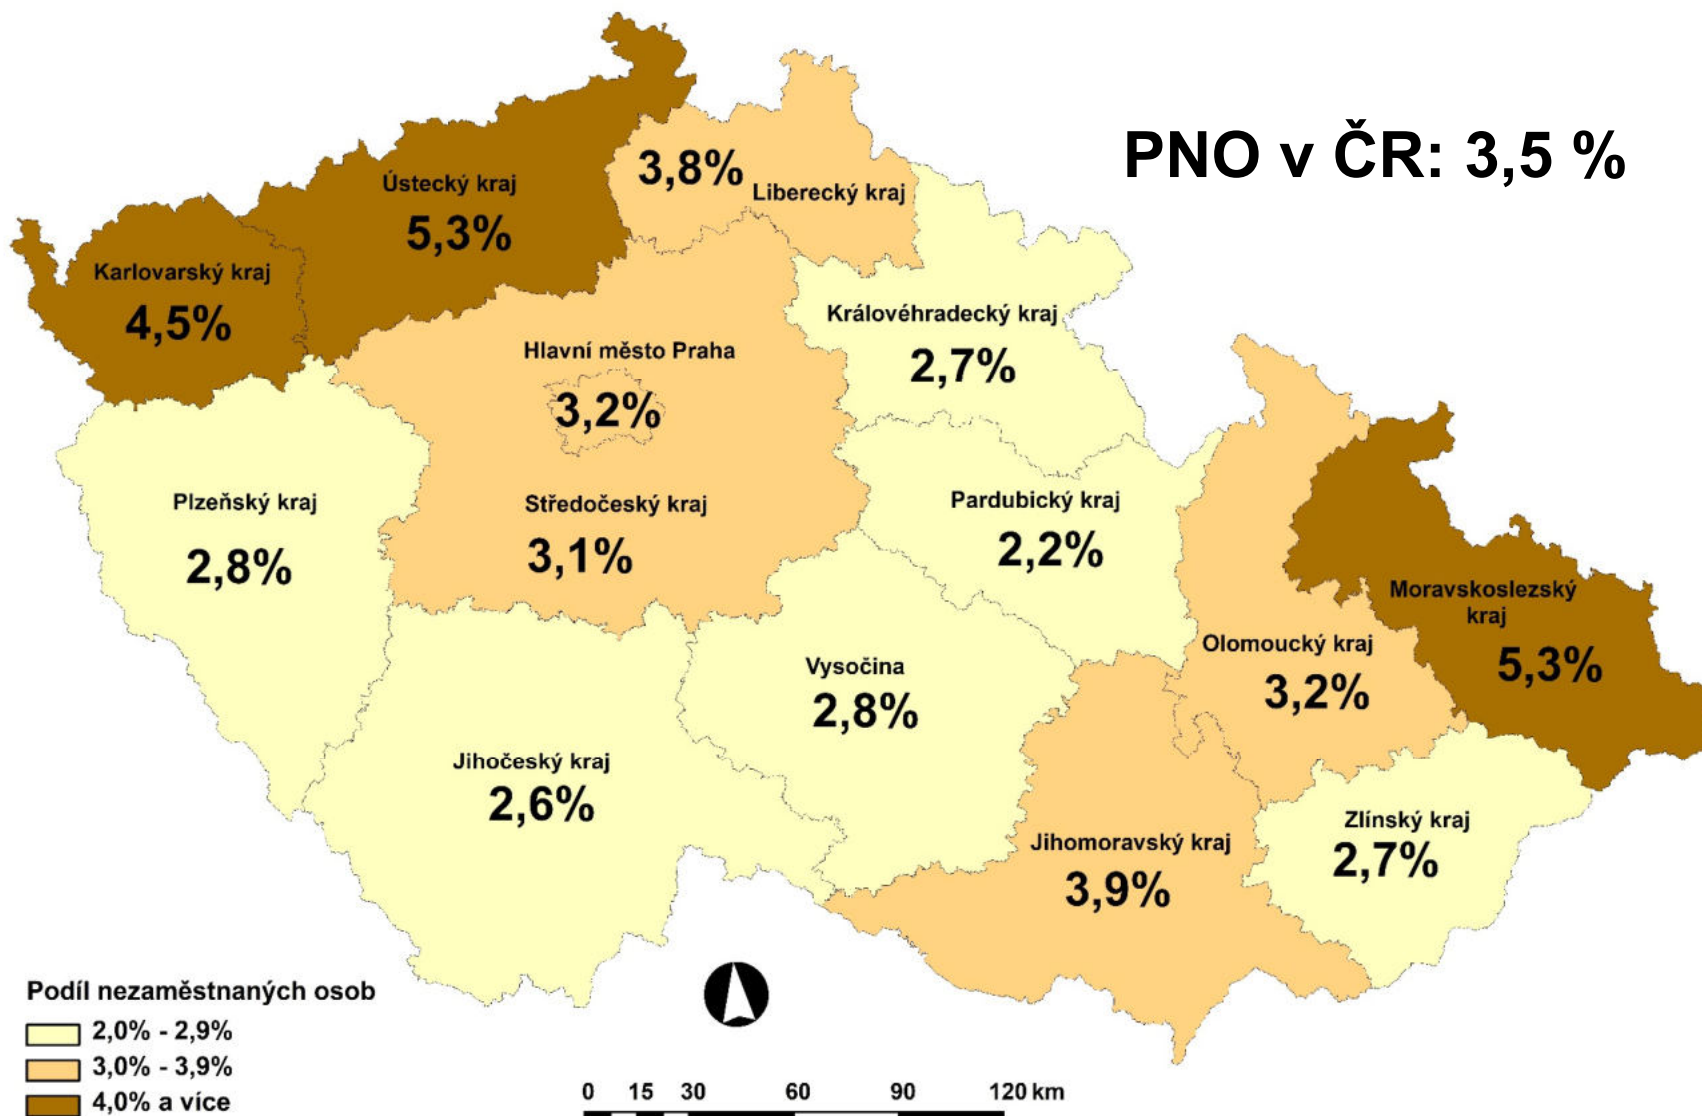 PNO v ČR: 3,5 %
Ústecký kraj
5,3%
3,8%
Liberecký kraj
Karlovarský kraj
4,5%
Královéhradecký kraj
2,7%
Hlavní město Praha
3,2%
Plzeňský kraj
2,8%
Středočeský kraj
3,1%
Pardubický kraj
2,2%
Moravskoslezský
kraj
5,3%
Olomoucký kraj
3,2%
Vysočina
2,8%
Jihočeský kraj
2,6%
Jihomoravský kraj
3,9%
Zlínský kraj
2,7%
Podíl nezaměstnaných osob
2,0% - 2,9%
3,0% - 3,9%
4,0% a více
0 15 30 60 90 120 km